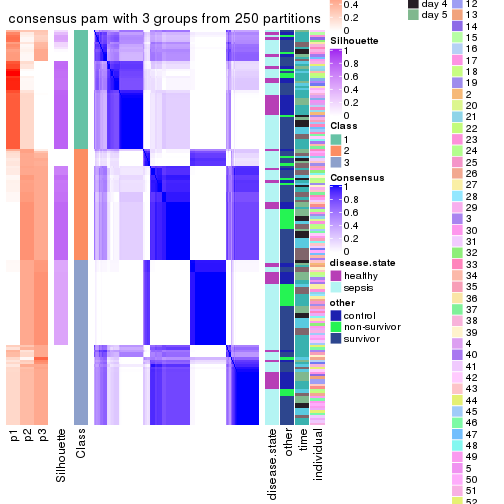 consensus pam with 3 groups from 250 partitions
0.4
0.2
0
Silhouette
1
0.8
0.6
0.4
0.2
0
Class
1
2
3
Consensus
1
0.8
0.6
0.4
0.2
0
disease.state
healthy
sepsis
other
control
non-survivor
survivor
day 4
day 5
p1
p2
p3
Silhouette
Class
disease.state
other
time
individual
12
13
14
15
16
17
18
19
2
20
21
22
23
24
25
26
27
28
29
3
30
31
32
33
34
35
36
37
38
39
4
40
41
42
43
44
45
46
47
48
49
5
50
51
52